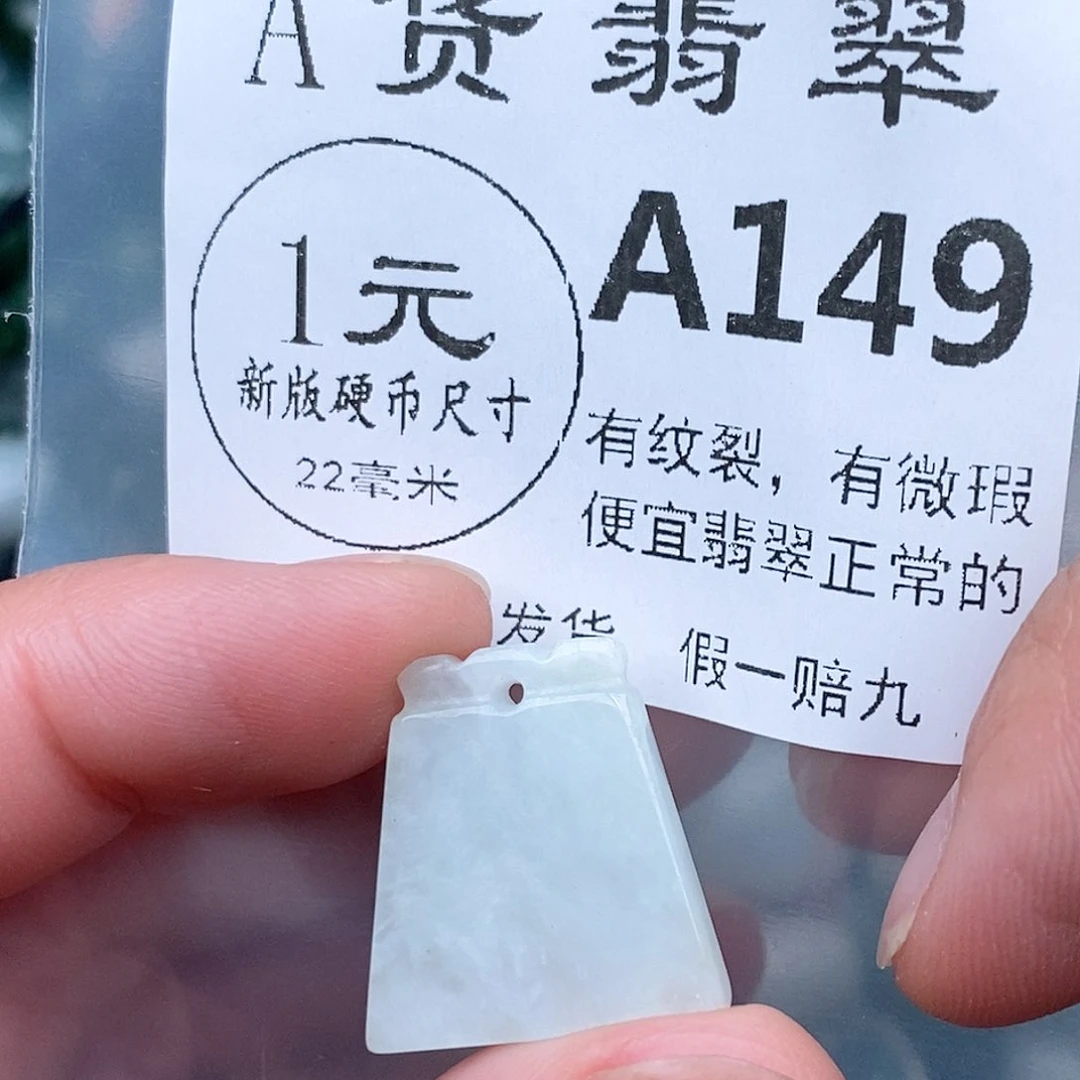 A货翡翠
1元
新版硬币尺寸
22毫米
A149
有纹裂，有微瑕
便宜翡翠正常的
发货 假一赔九